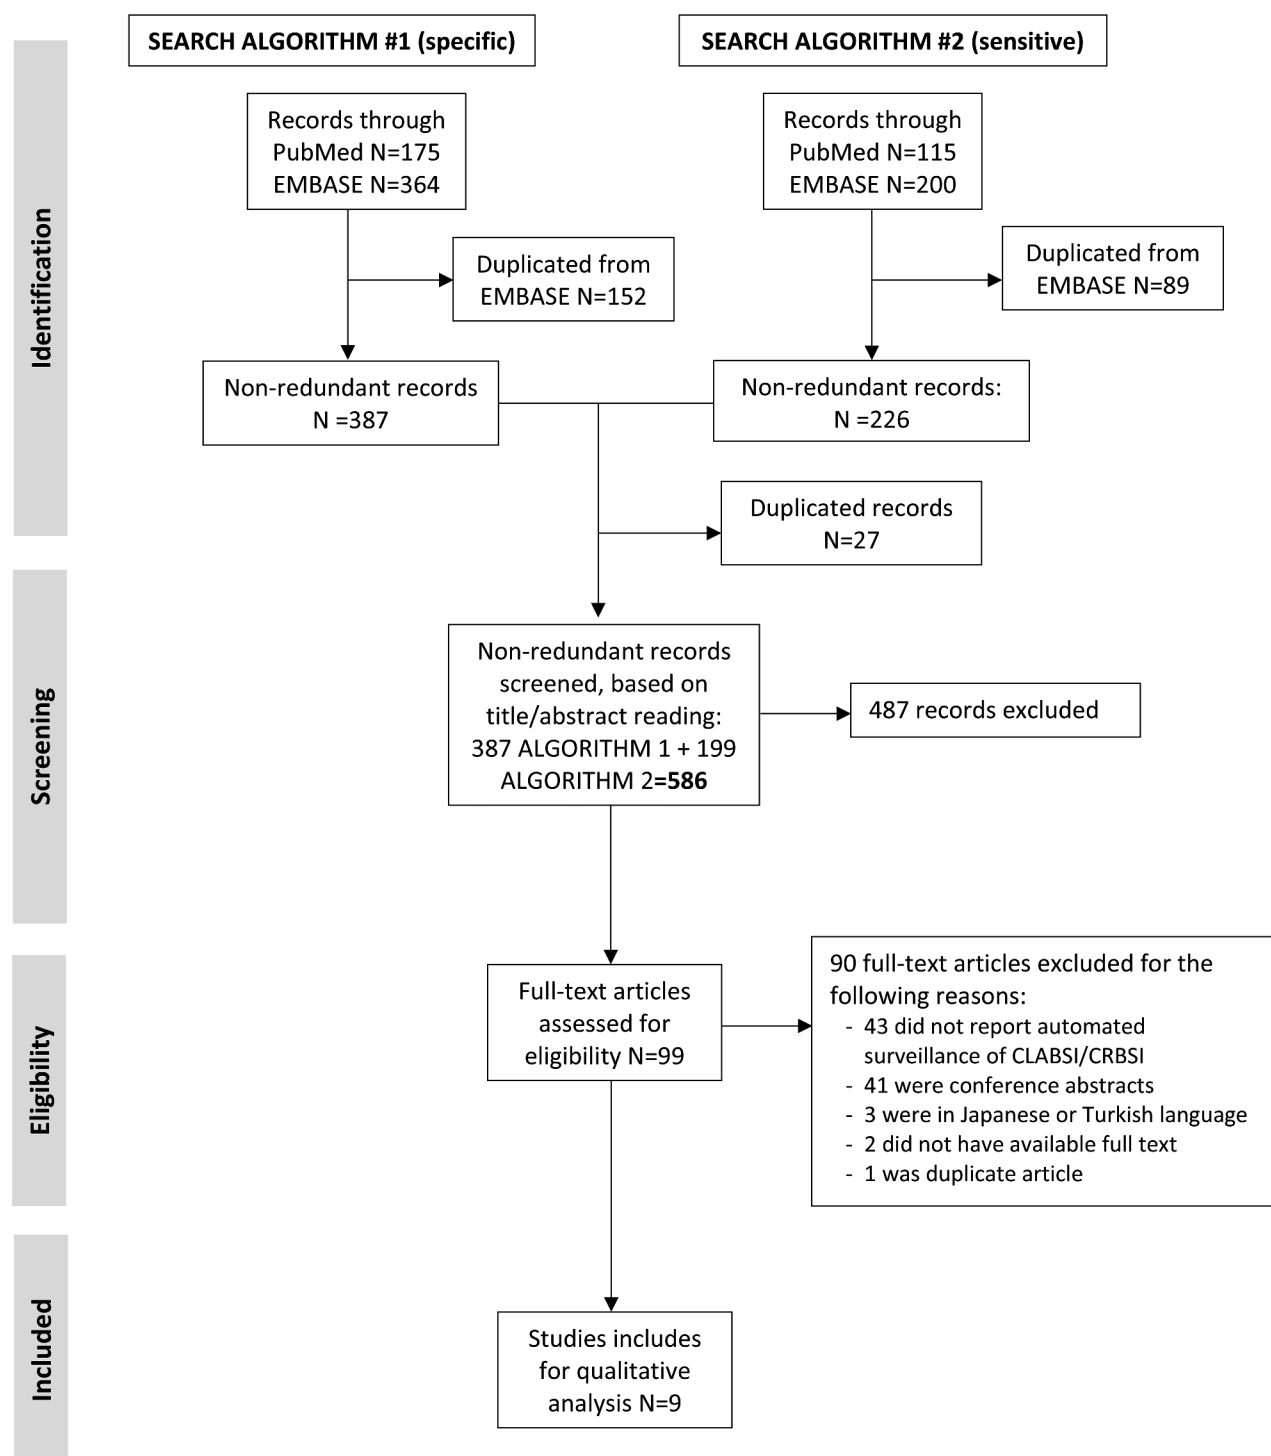 SEARCH ALGORITHM #1 (specific)
SEARCH ALGORITHM #2 (sensitive)
Identification
Records through
PubMed N=175
EMBASE N=364
Records through
PubMed N=115
EMBASE N=200
Duplicated from
EMBASE N=152
Duplicated from
EMBASE N=89
Non-redundant records
N =387
Non-redundant records:
N =226
Duplicated records
N=27
Screening
Non-redundant records
screened, based on
title/abstract reading:
387 ALGORITHM 1 + 199
ALGORITHM 2=586
487 records excluded
Eligibility
Full-text articles
assessed for
eligibility N=99
90 full-text articles excluded for the
following reasons:
- 43 did not report automated
surveillance of CLABSI/CRBSI
- 41 were conference abstracts
- 3 were in Japanese or Turkish language
- 2 did not have available full text
- 1 was duplicate article
Included
Studies includes
for qualitative
analysis N=9